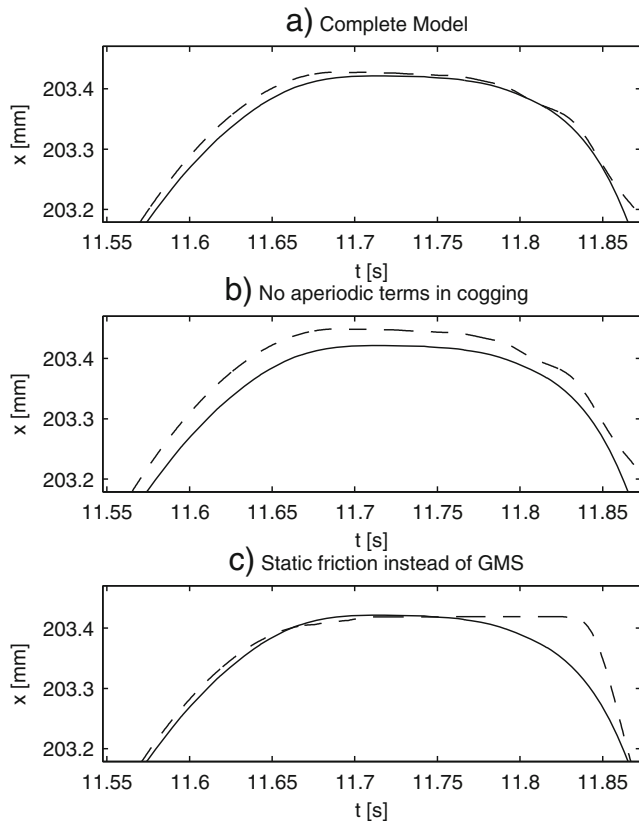 a) Complete Model
203.4
203.3
203.2
x [mm]
11.55 11.6 11.65 11.7 11.75 11.8 11.85
t [s]
b) No aperiodic terms in cogging
203.4
203.3
203.2
x [mm]
11.55 11.6 11.65 11.7 11.75 11.8 11.85
t [s]
c) Static friction instead of GMS
203.4
203.3
203.2
x [mm]
11.55 11.6 11.65 11.7 11.75 11.8 11.85
t [s]